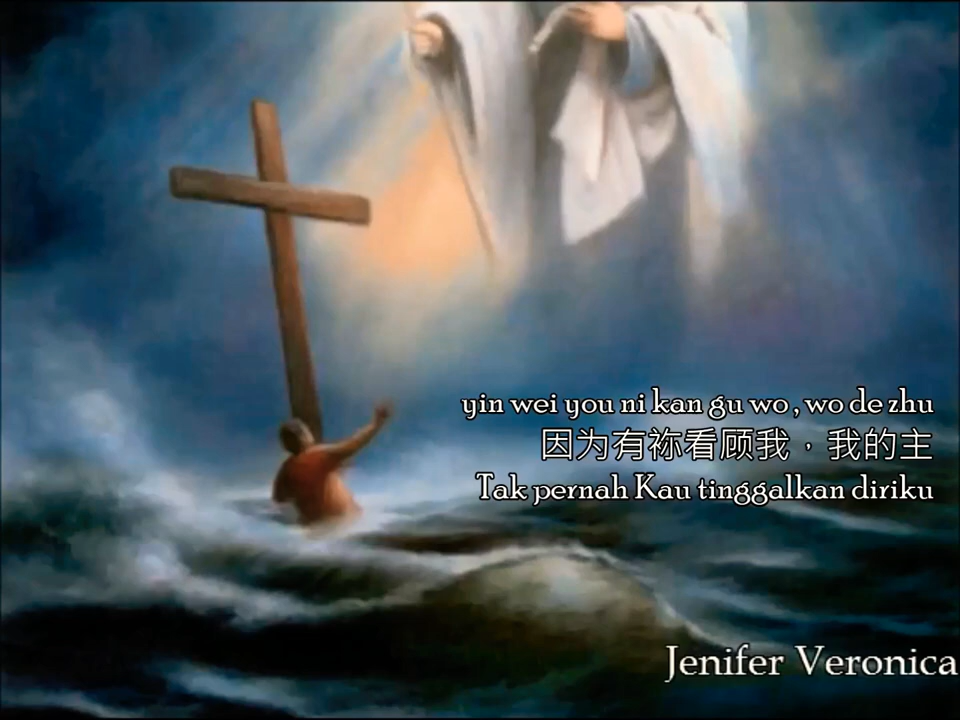 yin wei you ni kan gu wo, wo de zhu
因为有祢看顾我，我的主
Tak pernah Kau tinggalkan diriku
Jenifer Veronica